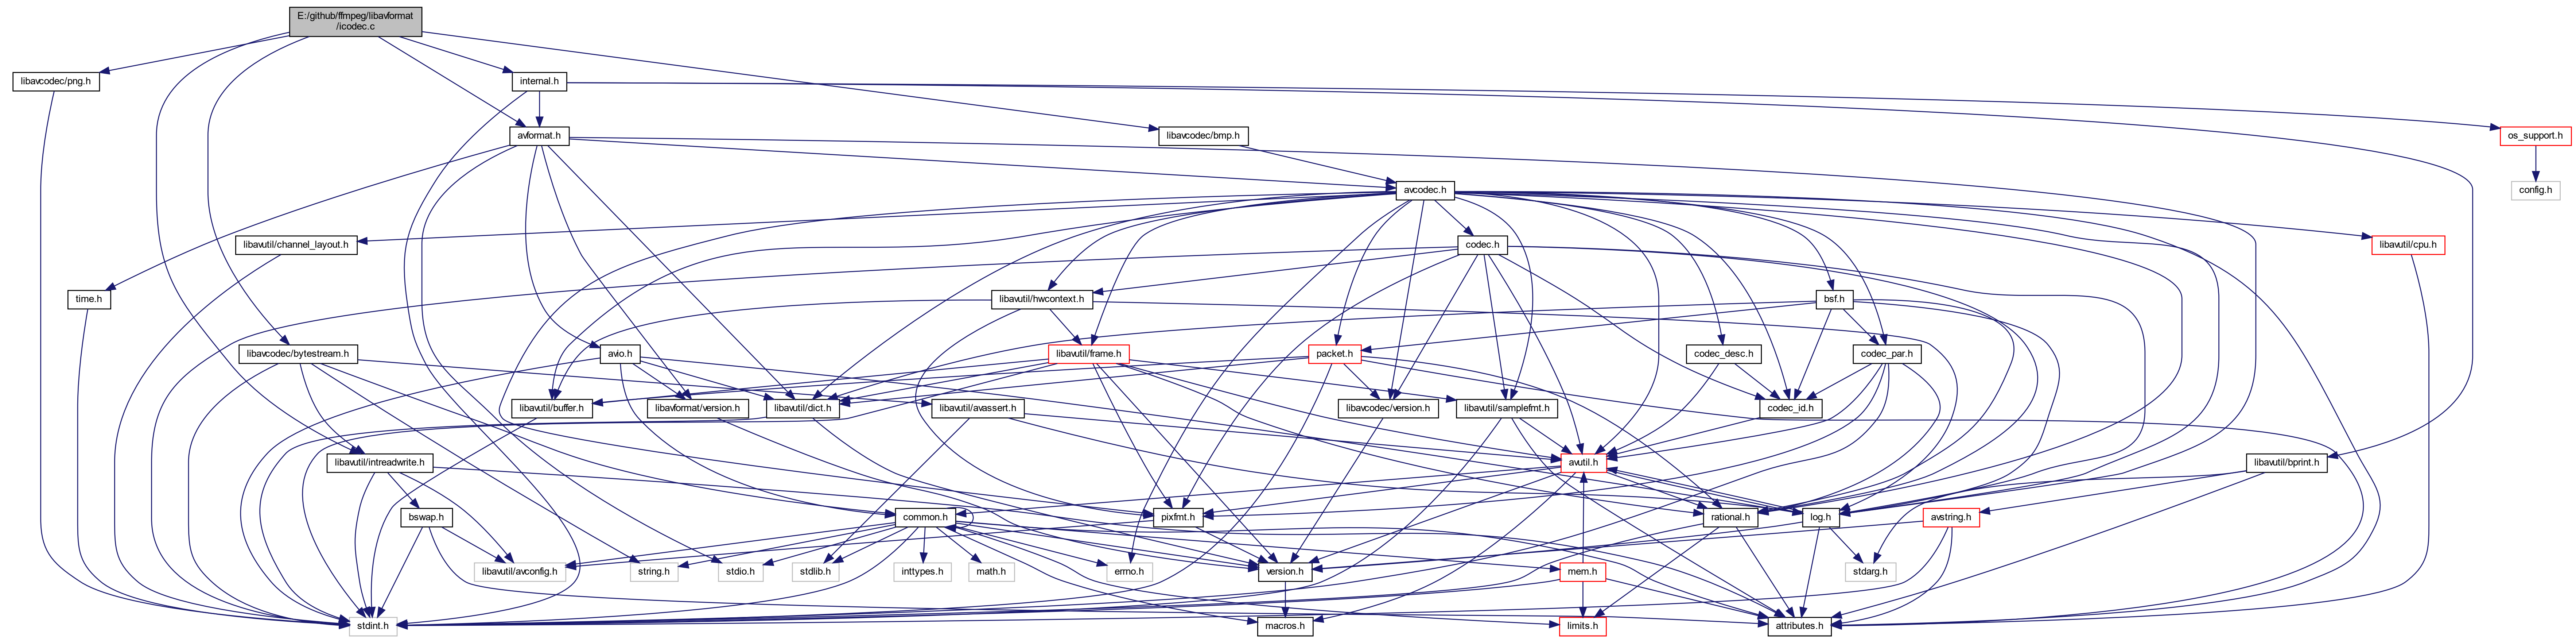 E:/github/ffmpeg/libavformat
/icodec.c
libavcodec/png.h
internal.h
avformat.h
libavcodec/bmp.h
os_support.h
avcodec.h
config.h
libavutil/channel_layout.h
codec.h
libavutil/cpu.h
time.h
libavutil/hwcontext.h
bsf.h
libavcodec/bytestream.h
avio.h
libavutil/frame.h
packet.h
codec_desc.h
codec_par.h
libavutil/buffer.h
libavformat/version.h
libavutil/dict.h
libavutil/avassert.h
libavcodec/version.h
libavutil/samplefmt.h
codec_id.h
libavutil/intreadwrite.h
avutil.h
libavutil/bprint.h
bswap.h
common.h
pixfmt.h
rational.h
log.h
avstring.h
libavutil/avconfig.h
string.h
stdio.h
stdlib.h
inttypes.h
math.h
errno.h
version.h
mem.h
stdarg.h
stdint.h
macros.h
limits.h
attributes.h